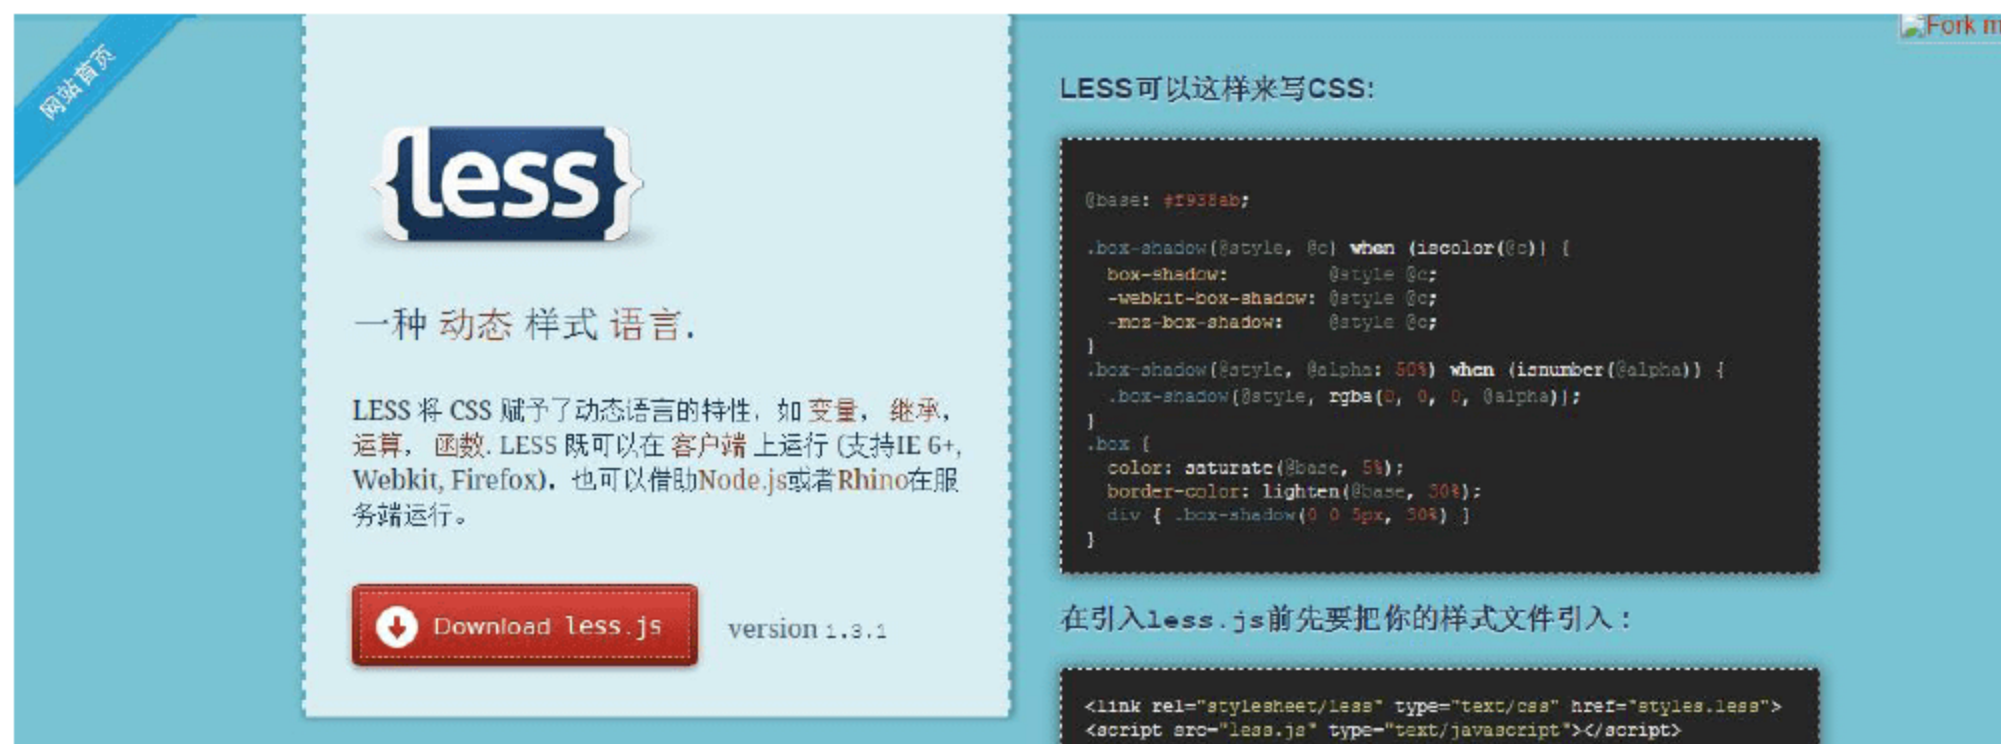 网站首页
{less}
一种 动态 样式 语言.
LESS 将 CSS 赋予了动态语言的特性，如 变量， 继承，
运算， 函数. LESS 既可以在 客户端 上运行 (支持IE 6+,
Webkit, Firefox)，也可以借助Node.js或者Rhino在服
务端运行。
Download less.js
version 1.3.1
Fork m
LESS可以这样来写CSS:
@base: #f938ab;
.box-shadow(@style, @c) when (iscolor(@c)) {
box-shadow: @style @c;
-webkit-box-shadow: @style @c;
-moz-box-shadow: @style @c;
}
.box-shadow(@style, @alpha: 50%) when (isnumber(@alpha)) {
.box-shadow(@style, rgba(0, 0, 0, @alpha));
}
.box {
color: saturate(@base, 5%);
border-color: lighten(@base, 30%);
div { .box-shadow(0 0 5px, 30%) }
}
在引入less.js前先要把你的样式文件引入：
<link rel="stylesheet/less" type="text/css" href="styles.less">
<script src="less.js" type="text/javascript"></script>